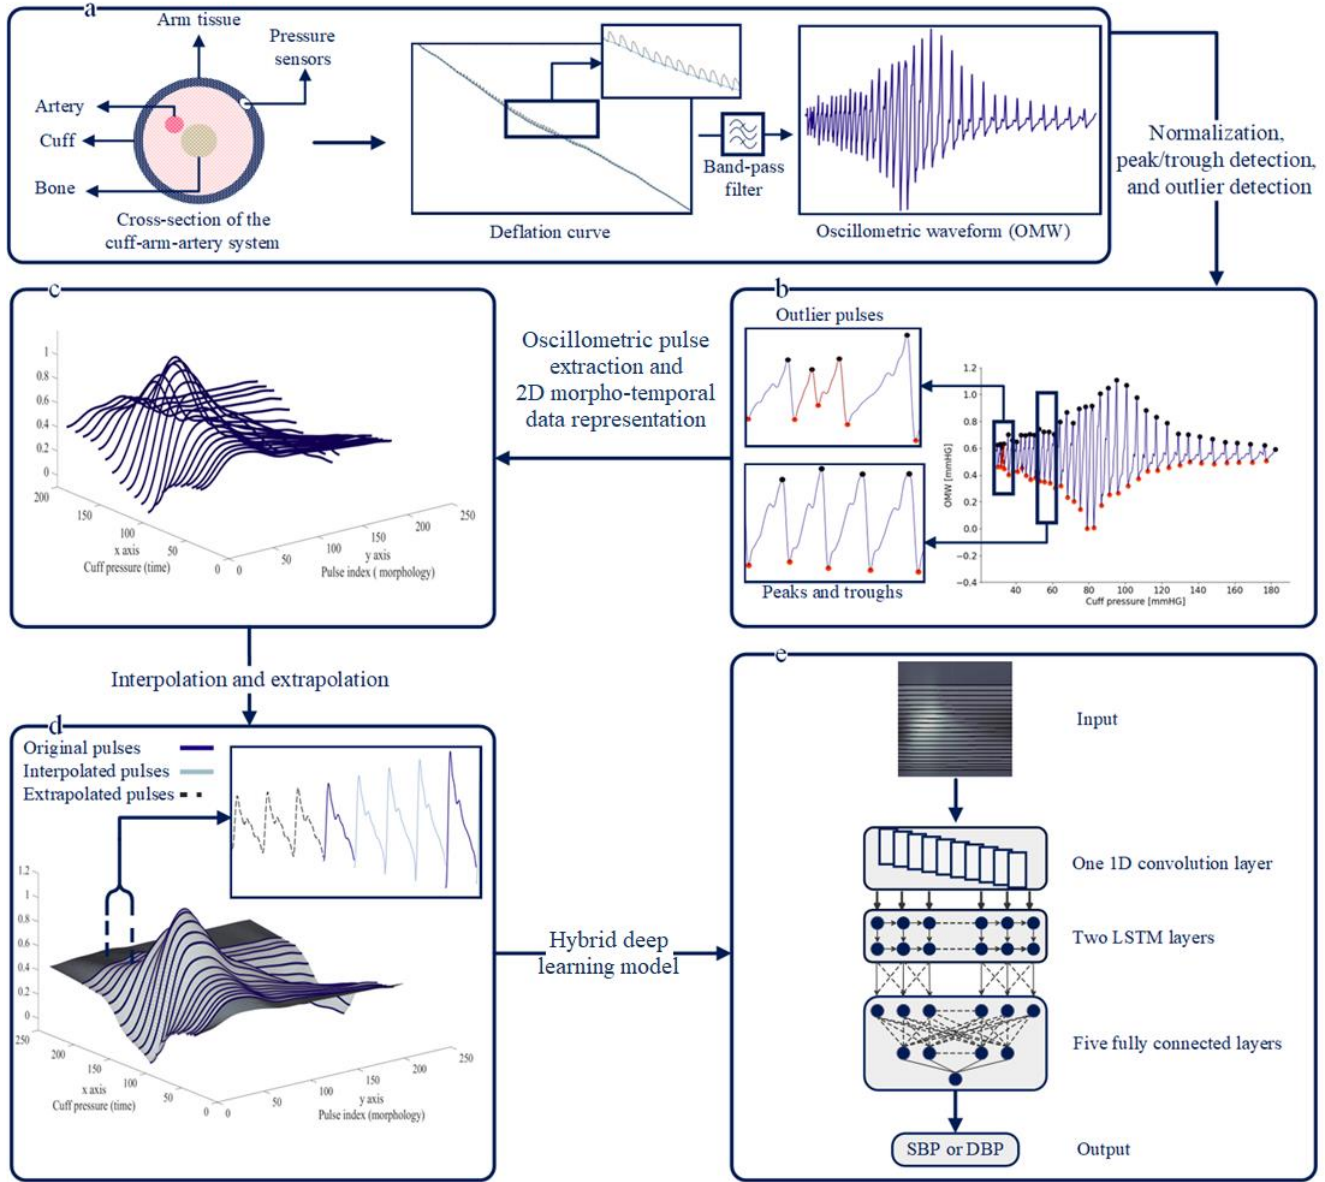 a
Arm tissue
Pressure
sensors
Artery
Cuff
Bone
Cross-section of the
cuff-arm-artery system
Deflation curve
Band-pass
filter
Oscillometric waveform (OMW)
Normalization,
peak/trough detection,
and outlier detection
b
Outlier pulses
Peaks and troughs
OMW [mmHG]
1.2
1.0
0.8
0.6
0.4
0.2
0.0
−0.2
−0.4
40 60 80 100 120 140 160 180
Cuff pressure [mmHG]
Oscillometric pulse
extraction and
2D morpho-temporal
data representation
c
1
0.8
0.6
0.4
0.2
0
200
150
100
50
0
x axis
Cuff pressure (time)
0
50
100
150
200
250
y axis
Pulse index ( morphology)
Interpolation and extrapolation
d
Original pulses
Interpolated pulses
Extrapolated pulses
1.2
1
0.8
0.6
0.4
0.2
0
250
200
150
100
50
0
x axis
Cuff pressure (time)
0
50
100
150
200
250
y axis
Pulse index (morphology)
Hybrid deep
learning model
e
Input
One 1D convolution layer
Two LSTM layers
Five fully connected layers
SBP or DBP
Output